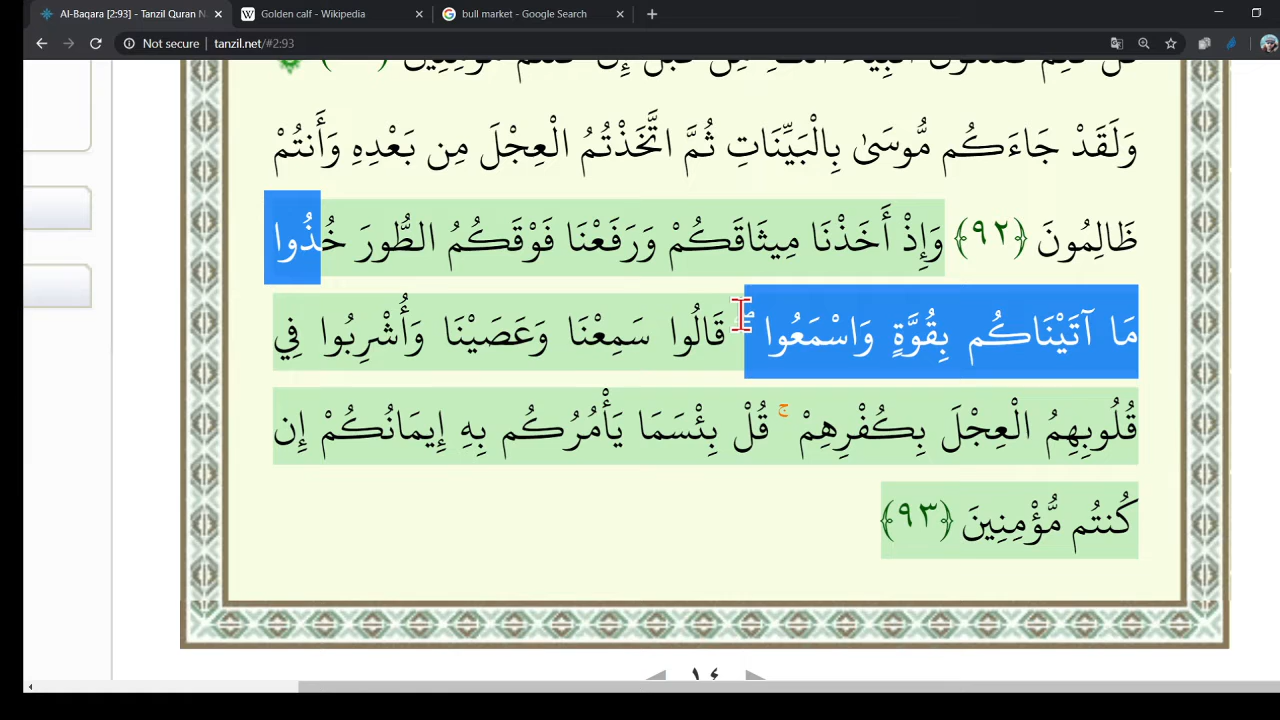 Al-Baqara [2:93] - Tanzil Quran N
Golden calf - Wikipedia
bull market - Google Search
Not secure | tanzil.net/#2:93
وَلَقَدْ جَاءَكُم مُّوسَىٰ بِالْبَيِّنَاتِ ثُمَّ اتَّخَذْتُمُ الْعِجْلَ مِن بَعْدِهِ وَأَنتُمْ
ظَالِمُونَ ﴿٩٢﴾ وَإِذْ أَخَذْنَا مِيثَاقَكُمْ وَرَفَعْنَا فَوْقَكُمُ الطُّورَ خُذُوا
مَا آتَيْنَاكُم بِقُوَّةٍ وَاسْمَعُوا ۖ قَالُوا سَمِعْنَا وَعَصَيْنَا وَأُشْرِبُوا فِي
قُلُوبِهِمُ الْعِجْلَ بِكُفْرِهِمْ ۚ قُلْ بِئْسَمَا يَأْمُرُكُم بِهِ إِيمَانُكُمْ إِن
كُنتُم مُّؤْمِنِينَ ﴿٩٣﴾
١٤